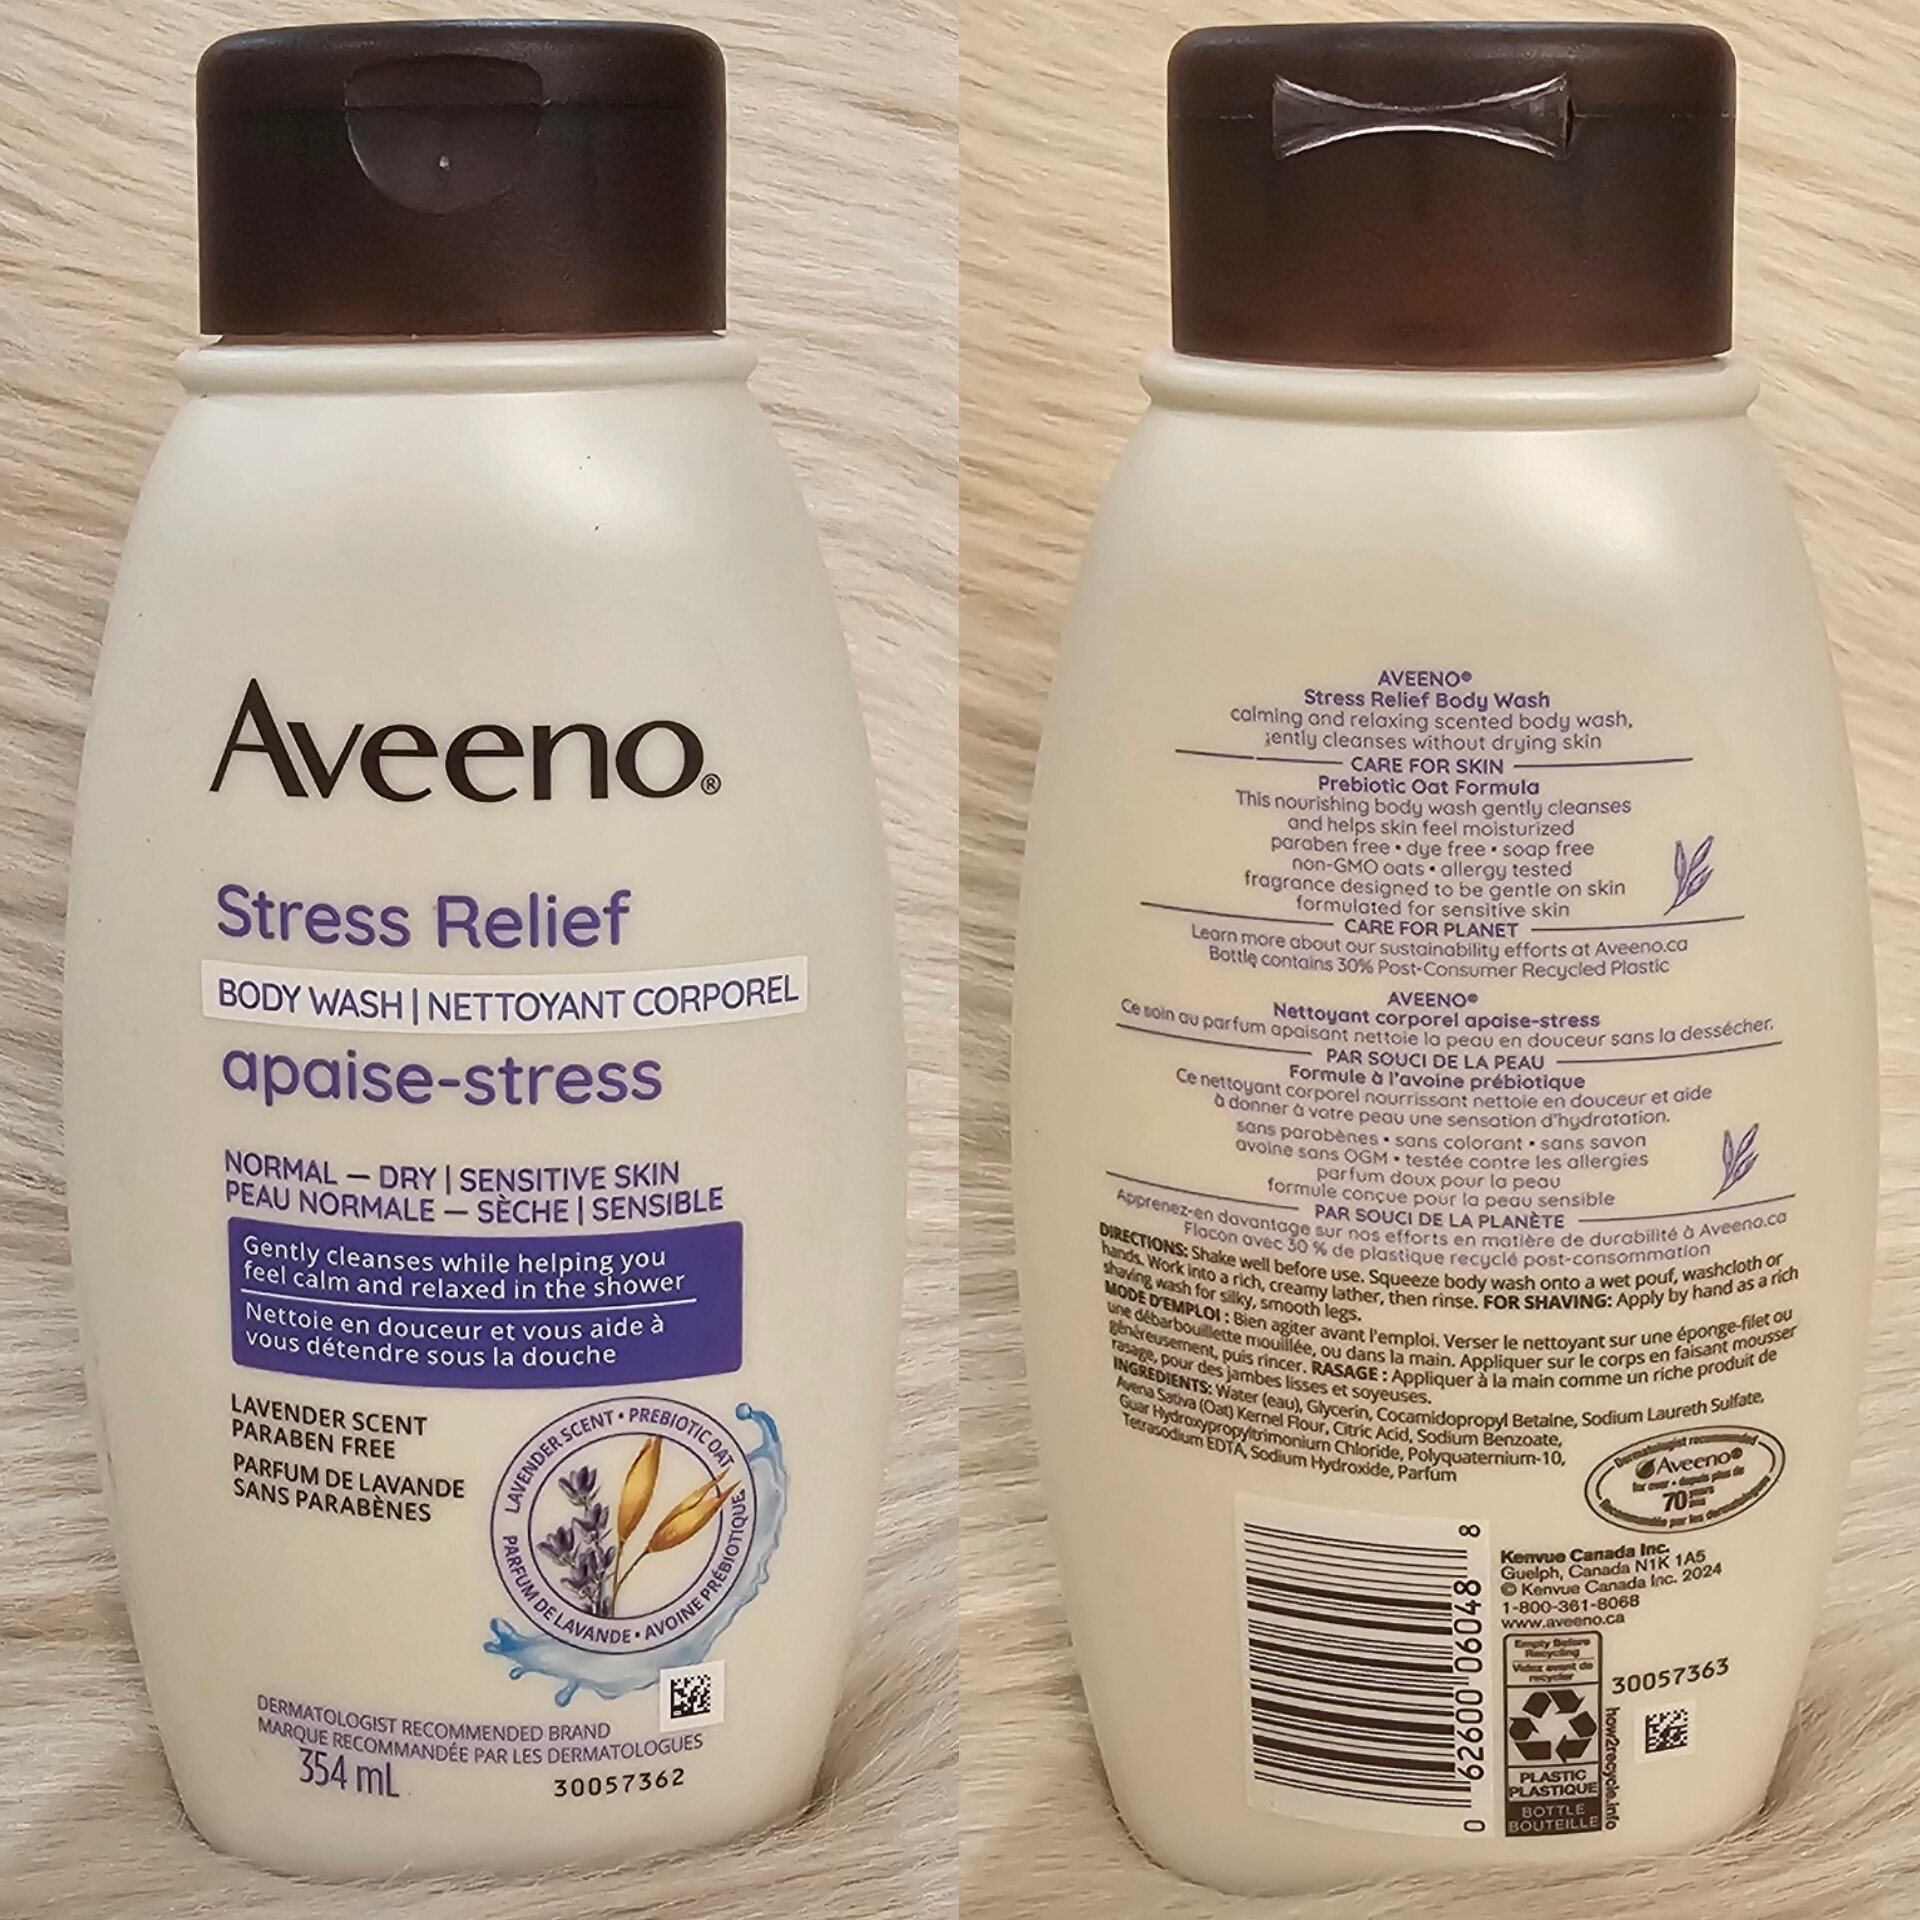 Aveeno®
Stress Relief
BODY WASH | NETTOYANT CORPOREL
apaise-stress
NORMAL — DRY | SENSITIVE SKIN
PEAU NORMALE — SÈCHE | SENSIBLE
Gently cleanses while helping you
feel calm and relaxed in the shower
Nettoie en douceur et vous aide à
vous détendre sous la douche
LAVENDER SCENT
PARABEN FREE
PARFUM DE LAVANDE
SANS PARABÈNES
LAVENDER SCENT • PREBIOTIC OAT
PARFUM DE LAVANDE • AVOINE PRÉBIOTIQUE
DERMATOLOGIST RECOMMENDED BRAND
MARQUE RECOMMANDÉE PAR LES DERMATOLOGUES
354 mL
30057362
AVEENO®
Stress Relief Body Wash
calming and relaxing scented body wash,
gently cleanses without drying skin
CARE FOR SKIN
Prebiotic Oat Formula
This nourishing body wash gently cleanses
and helps skin feel moisturized
paraben free • dye free • soap free
non-GMO oats • allergy tested
fragrance designed to be gentle on skin
formulated for sensitive skin
CARE FOR PLANET
Learn more about our sustainability efforts at Aveeno.ca
Bottle contains 30% Post-Consumer Recycled Plastic
AVEENO®
Nettoyant corporel apaise-stress
Ce soin au parfum apaisant nettoie la peau en douceur sans la dessécher.
PAR SOUCI DE LA PEAU
Formule à l'avoine prébiotique
Ce nettoyant corporel nourrissant nettoie en douceur et aide
à donner à votre peau une sensation d'hydratation.
sans parabènes • sans colorant • sans savon
avoine sans OGM • testée contre les allergies
parfum doux pour la peau
formule conçue pour la peau sensible
PAR SOUCI DE LA PLANÈTE
Apprenez-en davantage sur nos efforts en matière de durabilité à Aveeno.ca
Flacon avec 30 % de plastique recyclé post-consommation
DIRECTIONS: Shake well before use. Squeeze body wash onto a wet pouf, washcloth or
hands. Work into a rich, creamy lather, then rinse. FOR SHAVING: Apply by hand as a rich
shaving wash for silky, smooth legs.
MODE D'EMPLOI : Bien agiter avant l'emploi. Verser le nettoyant sur une éponge-filet ou
une débarbouillette mouillée, ou dans la main. Appliquer sur le corps en faisant mousser
généreusement, puis rincer. RASAGE : Appliquer à la main comme un riche produit de
rasage, pour des jambes lisses et soyeuses.
INGREDIENTS: Water (eau), Glycerin, Cocamidopropyl Betaine, Sodium Laureth Sulfate,
Avena Sativa (Oat) Kernel Flour, Citric Acid, Sodium Benzoate,
Guar Hydroxypropyltrimonium Chloride, Polyquaternium-10,
Tetrasodium EDTA, Sodium Hydroxide, Parfum
Dermatologist recommended
Aveeno®
for over • depuis plus de
70 years ans
Recommandée par les dermatologues
0 62600 06048 8
Kenvue Canada Inc.
Guelph, Canada N1K 1A5
© Kenvue Canada Inc. 2024
1-800-361-8068
www.aveeno.ca
Empty Before
Recycling
Videz avant de
recycler
PLASTIC
PLASTIQUE
BOTTLE
BOUTEILLE
how2recycle.info
30057363